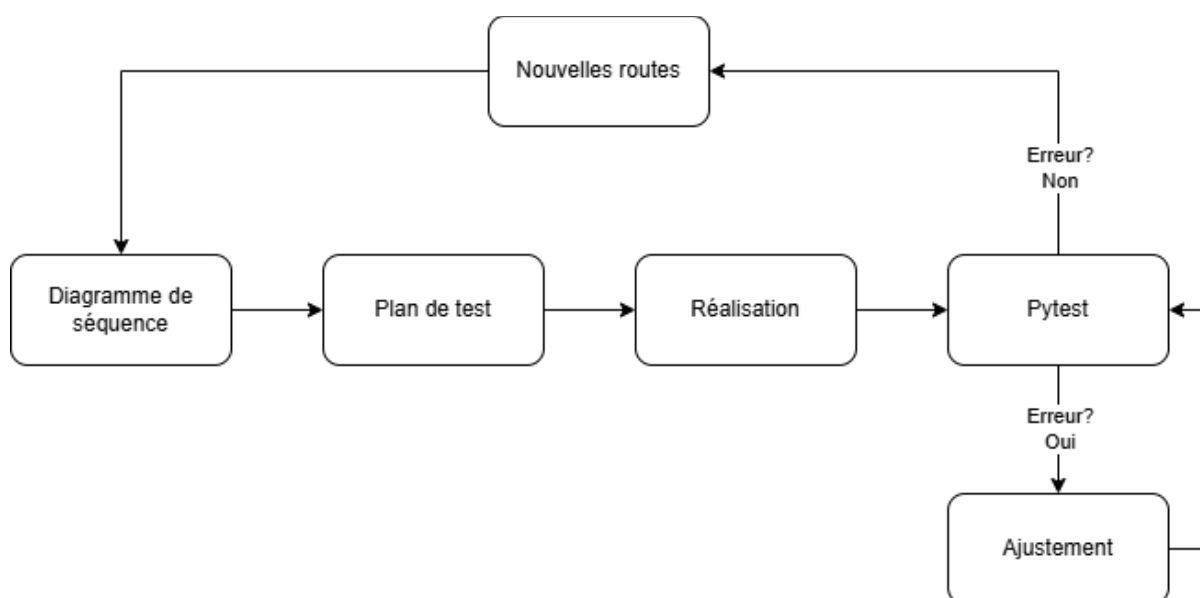 Nouvelles routes
Erreur?
Non
Diagramme de
séquence
Plan de test
Réalisation
Pytest
Erreur?
Oui
Ajustement